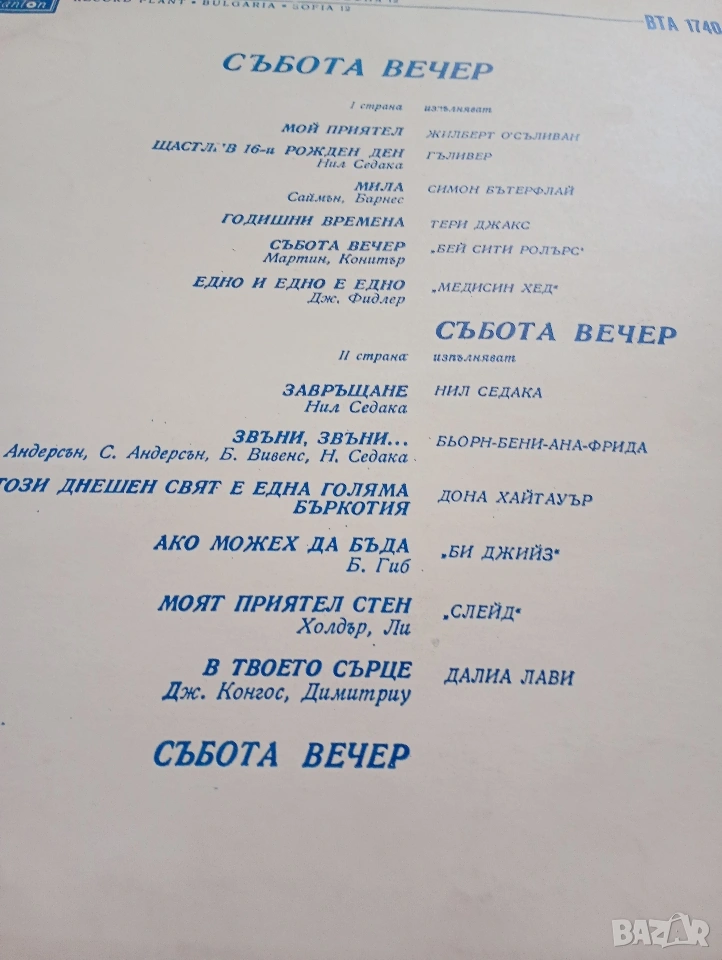 RECORD PLANT • BULGARIA • SOFIA 12
ВТА 1740
СЪБОТА ВЕЧЕР
I страна изпълняват
МОЙ ПРИЯТЕЛ ЖИЛБЕРТ О'СЪЛИВАН
ЩАСТЛИВ 16-и РОЖДЕН ДЕН ГЪЛИВЕР
Нил Седака
МИЛА СИМОН БЪТЕРФЛАЙ
Саймън, Барнес
ГОДИШНИ ВРЕМЕНА ТЕРИ ДЖАКС
СЪБОТА ВЕЧЕР „БЕЙ СИТИ РОЛЪРС“
Мартин, Конитър
ЕДНО И ЕДНО Е ЕДНО „МЕДИСИН ХЕД“
Дж. Фидлер
СЪБОТА ВЕЧЕР
II страна изпълняват
ЗАВРЪЩАНЕ НИЛ СЕДАКА
Нил Седака
ЗВЪНИ, ЗВЪНИ... БЬОРН-БЕНИ-АНА-ФРИДА
Андерсън, С. Андерсън, Б. Вивенс, Н. Седака
ТОЗИ ДНЕШЕН СВЯТ Е ЕДНА ГОЛЯМА ДОНА ХАЙТАУЪР
БЪРКОТИЯ
АКО МОЖЕХ ДА БЪДА „БИ ДЖИЙЗ“
Б. Гиб
МОЯТ ПРИЯТЕЛ СТЕН „СЛЕЙД“
Холдър, Ли
В ТВОЕТО СЪРЦЕ ДАЛИА ЛАВИ
Дж. Конгос, Димитриу
СЪБОТА ВЕЧЕР
BAZAR